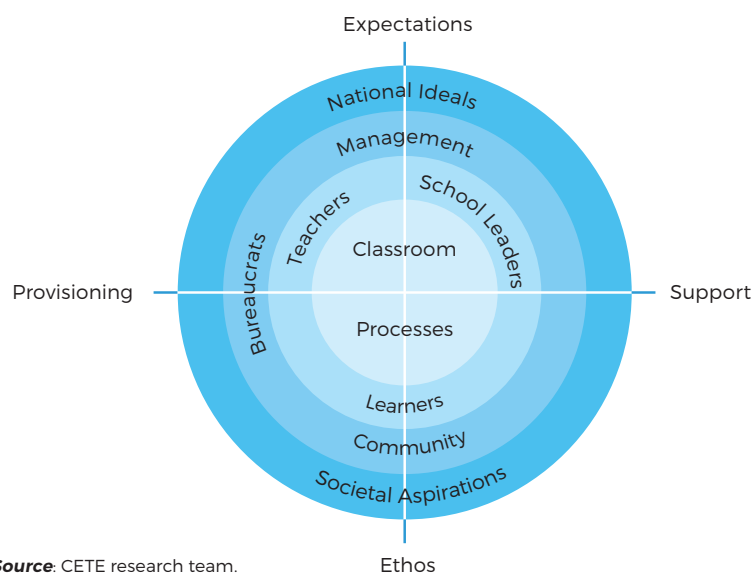 Expectations
National Ideals
Management
School Leaders
Teachers
Classroom
Bureaucrats
Provisioning
Support
Processes
Learners
Community
Societal Aspirations
Source: CETE research team.
Ethos